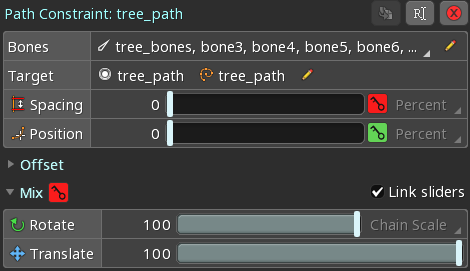 Path Constraint: tree_path
Bones tree_bones, bone3, bone4, bone5, bone6, ...
Target tree_path tree_path
Spacing 0 Percent
Position 0 Percent
Offset
Mix Link sliders
Rotate 100 Chain Scale
Translate 100